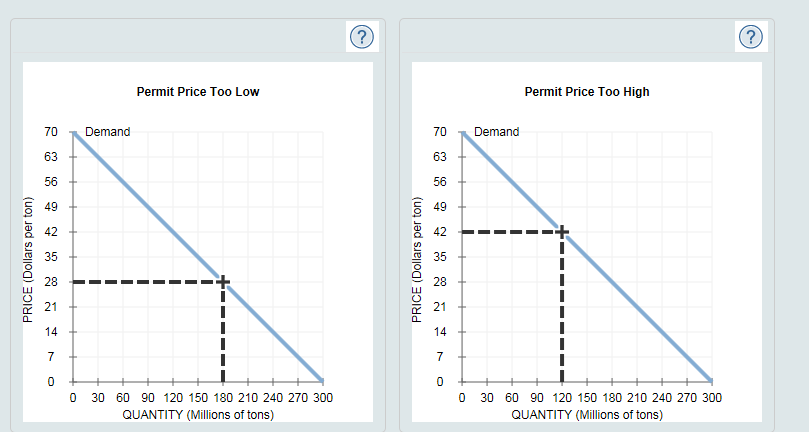 ?
Permit Price Too Low
Demand
70
63
56
49
42
35
28
21
14
7
0
PRICE (Dollars per ton)
0 30 60 90 120 150 180 210 240 270 300
QUANTITY (Millions of tons)
?
Permit Price Too High
Demand
70
63
56
49
42
35
28
21
14
7
0
PRICE (Dollars per ton)
0 30 60 90 120 150 180 210 240 270 300
QUANTITY (Millions of tons)